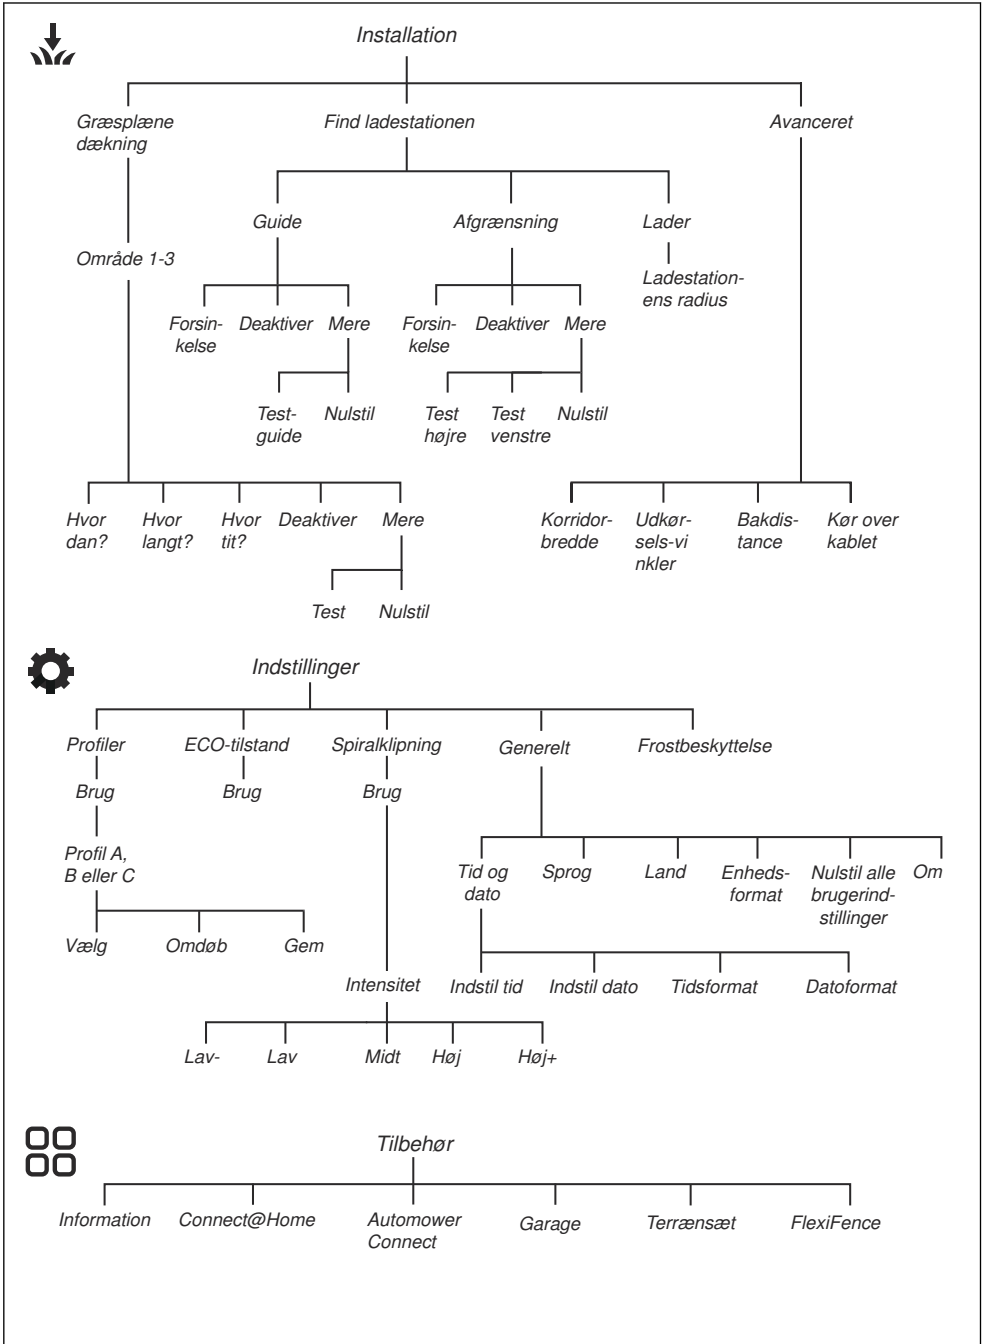 Installation
Græsplæne
dækning
Find ladestationen
Avanceret
Guide
Afgrænsning
Lader
Område 1-3
Ladestation-
ens radius
Forsin-
kelse
Deaktiver
Mere
Forsin-
kelse
Deaktiver
Mere
Test-
guide
Nulstil
Test
højre
Test
venstre
Nulstil
Hvor
dan?
Hvor
langt?
Hvor
tit?
Deaktiver
Mere
Korridor-
bredde
Udkør-
sels-vi
nkler
Bakdis-
tance
Kør over
kablet
Test
Nulstil
Indstillinger
Profiler
ECO-tilstand
Spiralklipning
Generelt
Frostbeskyttelse
Brug
Brug
Brug
Profil A,
B eller C
Tid og
dato
Sprog
Land
Enheds-
format
Nulstil alle
brugerind-
stillinger
Om
Vælg
Omdøb
Gem
Intensitet
Indstil tid
Indstil dato
Tidsformat
Datoformat
Lav-
Lav
Midt
Høj
Høj+
Tilbehør
Information
Connect@Home
Automower
Connect
Garage
Terrænsæt
FlexiFence